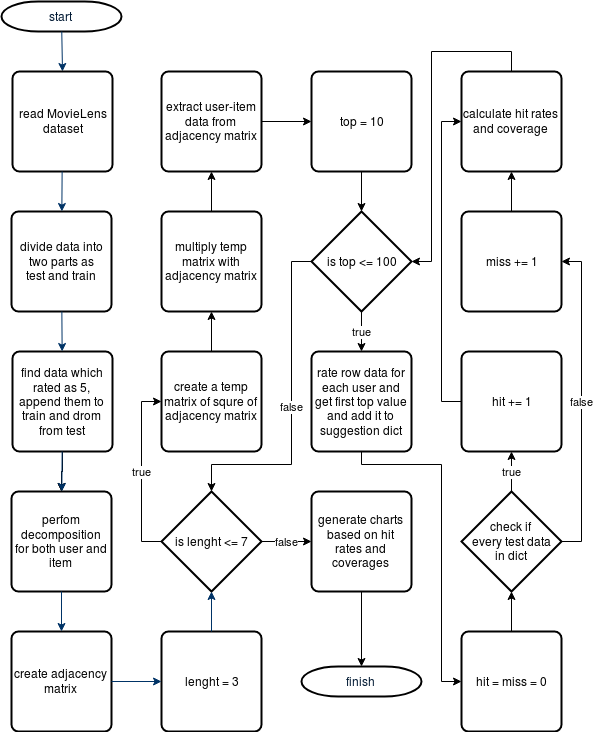 start
read MovieLens
dataset
divide data into
two parts as
test and train
find data which
rated as 5,
append them to
train and drom
from test
perfom
decomposition
for both user and
item
create adjacency
matrix
lenght = 3
is lenght <= 7
true
false
create a temp
matrix of squre of
adjacency matrix
multiply temp
matrix with
adjacency matrix
extract user-item
data from
adjacency matrix
top = 10
is top <= 100
true
false
rate row data for
each user and
get first top value
and add it to
suggestion dict
generate charts
based on hit
rates and
coverages
finish
hit = miss = 0
check if
every test data
in dict
true
false
hit += 1
miss += 1
calculate hit rates
and coverage